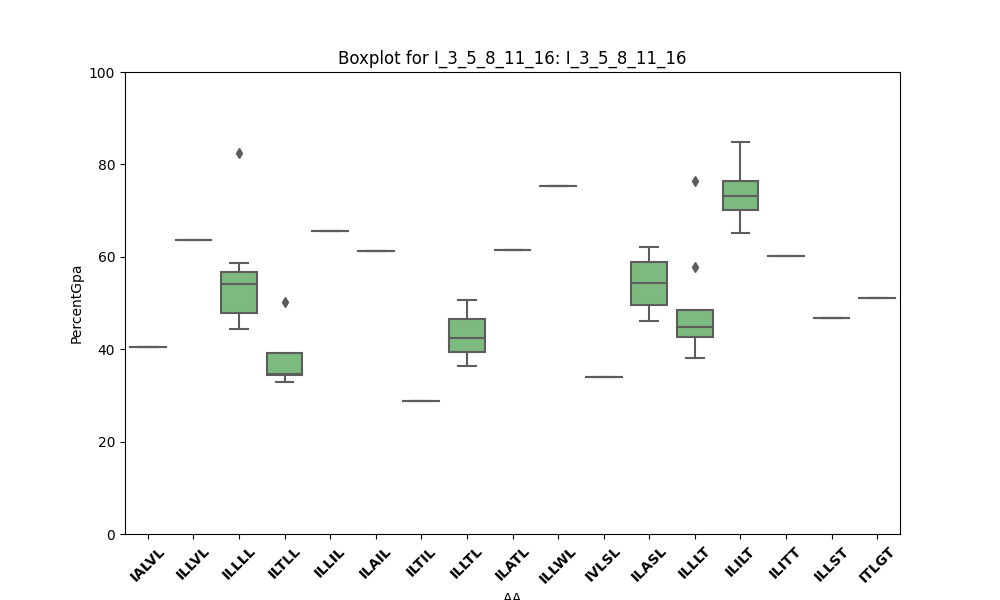 Boxplot for I_3_5_8_11_16: I_3_5_8_11_16
100
80
60
40
20
0
PercentGpa
IALVL
ILLVL
ILLLL
ILTLL
ILLIL
ILAIL
ILTIL
ILLTL
ILATL
ILLWL
IVLSL
ILASL
ILLLT
ILILT
ILITT
ILLST
ITLGT
AA